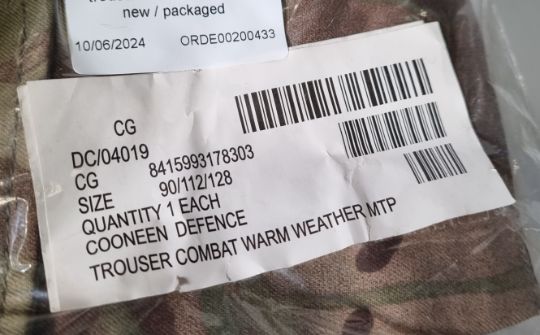 new / packaged
10/06/2024 ORDE00200433
CG
DC/04019
CG 8415993178303
SIZE 90/112/128
QUANTITY 1 EACH
COONEEN DEFENCE
TROUSER COMBAT WARM WEATHER MTP